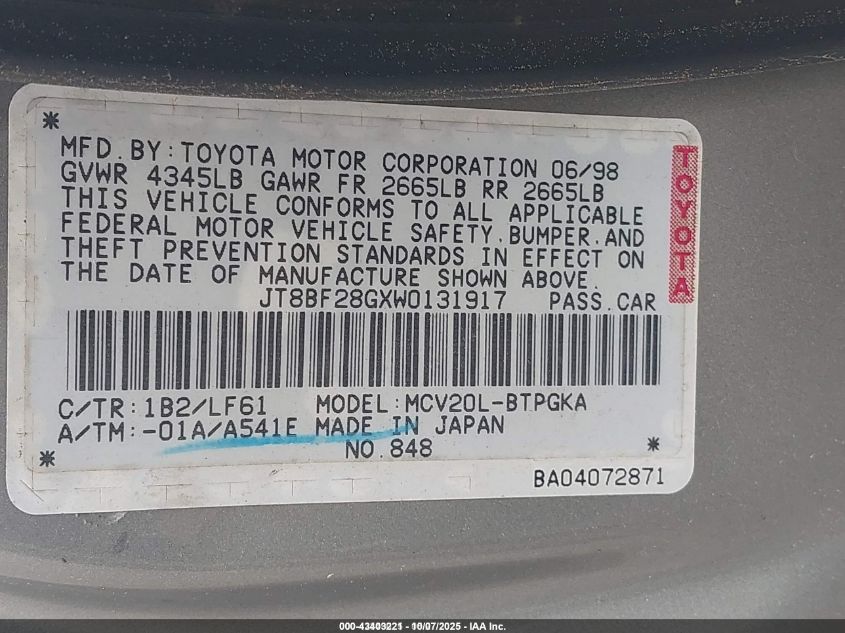 MFD.BY:TOYOTA MOTOR CORPORATION 06/98
GVWR 4345LB GAWR FR 2665LB RR 2665LB
THIS VEHICLE CONFORMS TO ALL APPLICABLE
FEDERAL MOTOR VEHICLE SAFETY,BUMPER,AND
THEFT PREVENTION STANDARDS IN EFFECT ON
THE DATE OF MANUFACTURE SHOWN ABOVE.
JT8BF28GXW0131917 PASS.CAR
TOYOTA
C/TR:1B2/LF61 MODEL:MCV20L-BTPGKA
A/TM:-01A/A541E MADE IN JAPAN
NO.848
BA04072871
000-43403221 - 10/07/2025 - IAA Inc.